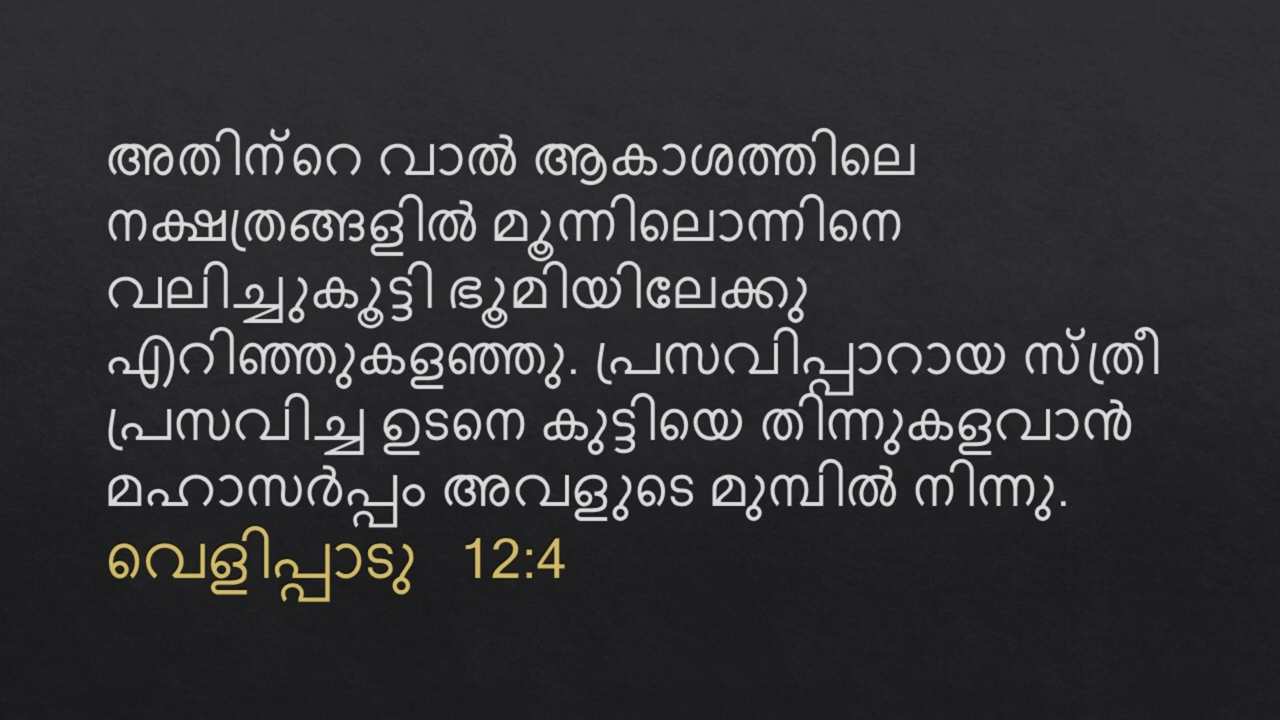 അതിന്റെ വാൽ ആകാശത്തിലെ
നക്ഷത്രങ്ങളിൽ മൂന്നിലൊന്നിനെ
വലിച്ചുകൂട്ടി ഭൂമിയിലേക്കു
എറിഞ്ഞുകളഞ്ഞു. പ്രസവിപ്പാറായ സ്ത്രീ
പ്രസവിച്ച ഉടനെ കുട്ടിയെ തിന്നുകളവാൻ
മഹാസർപ്പം അവളുടെ മുമ്പിൽ നിന്നു.
വെളിപ്പാടു 12:4